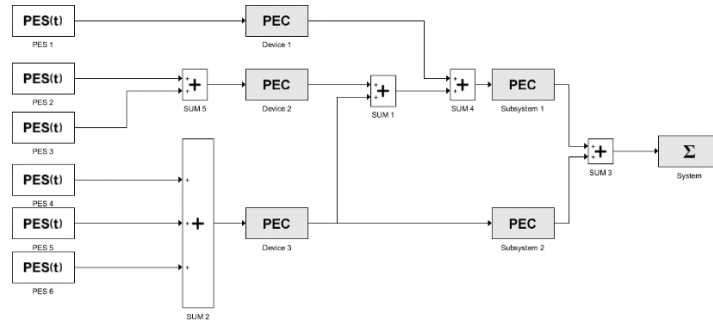 PES(t)
PES 1
PEC
Device 1
PES(t)
PES 2
+
+
+
SUM 5
PEC
Device 2
+
+
+
SUM 1
+
+
+
SUM 4
PEC
Subsystem 1
PES(t)
PES 3
+
+
+
SUM 3
Σ
System
PES(t)
PES 4
PES(t)
PES 5
PES(t)
PES 6
+
+
+
+
SUM 2
PEC
Device 3
PEC
Subsystem 2